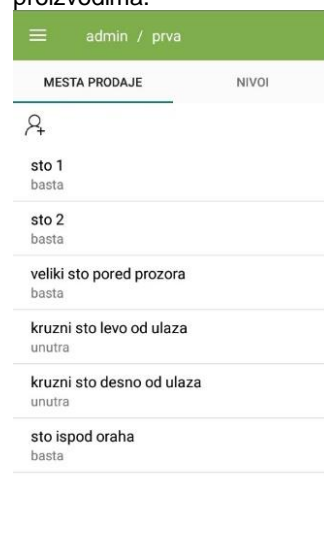 proizvodima.
admin / prva
MESTA PRODAJE NIVOI
sto 1
basta
sto 2
basta
veliki sto pored prozora
basta
kruzni sto levo od ulaza
unutra
kruzni sto desno od ulaza
unutra
sto ispod oraha
basta